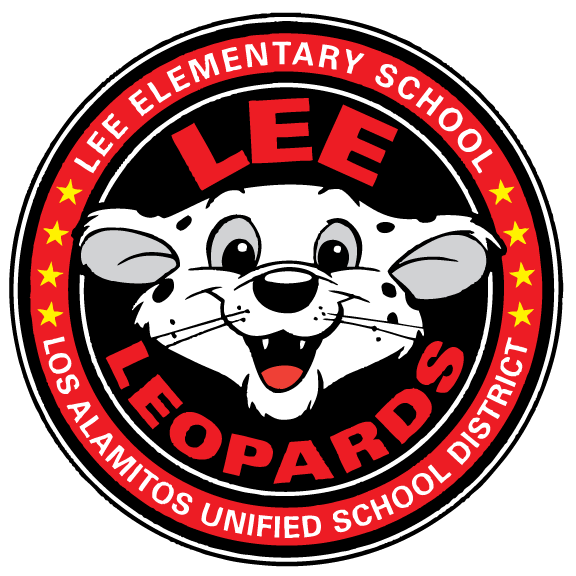 LEE ELEMENTARY SCHOOL
LEE
LEOPARDS
LOS ALAMITOS UNIFIED SCHOOL DISTRICT